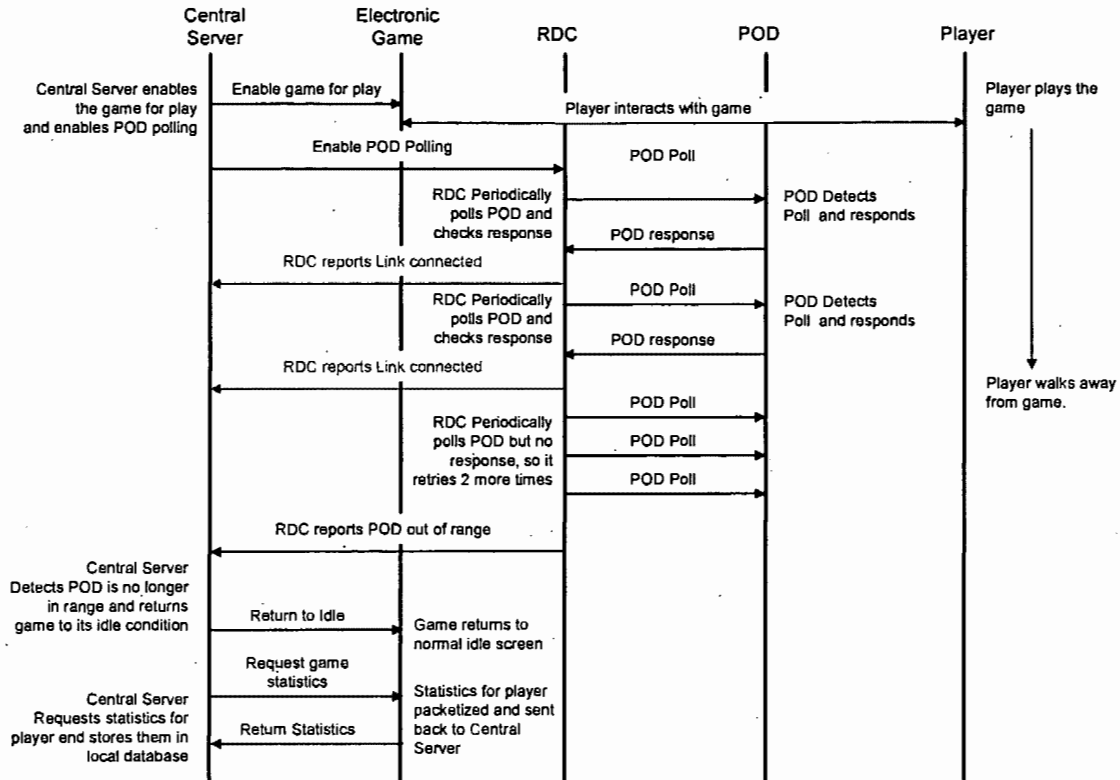 Central
Server
Electronic
Game
RDC
POD
Player
Central Server enables
the game for play
and enables POD polling
Enable game for play
Player interacts with game
Player plays the
game
Enable POD Polling
POD Poll
RDC Periodically
polls POD and
checks response
POD Detects
Poll and responds
POD response
RDC reports Link connected
RDC Periodically
polls POD and
checks response
POD Poll
POD Detects
Poll and responds
POD response
RDC reports Link connected
Player walks away
from game.
POD Poll
RDC Periodically
polls POD but no
response, so it
retries 2 more times
POD Poll
POD Poll
RDC reports POD out of range
Central Server
Detects POD is no longer
in range and returns
game to its idle condition
Return to Idle
Game returns to
normal idle screen
Request game
statistics
Central Server
Requests statistics for
player end stores them in
local database
Statistics for player
packetized and sent
back to Central
Server
Return Statistics